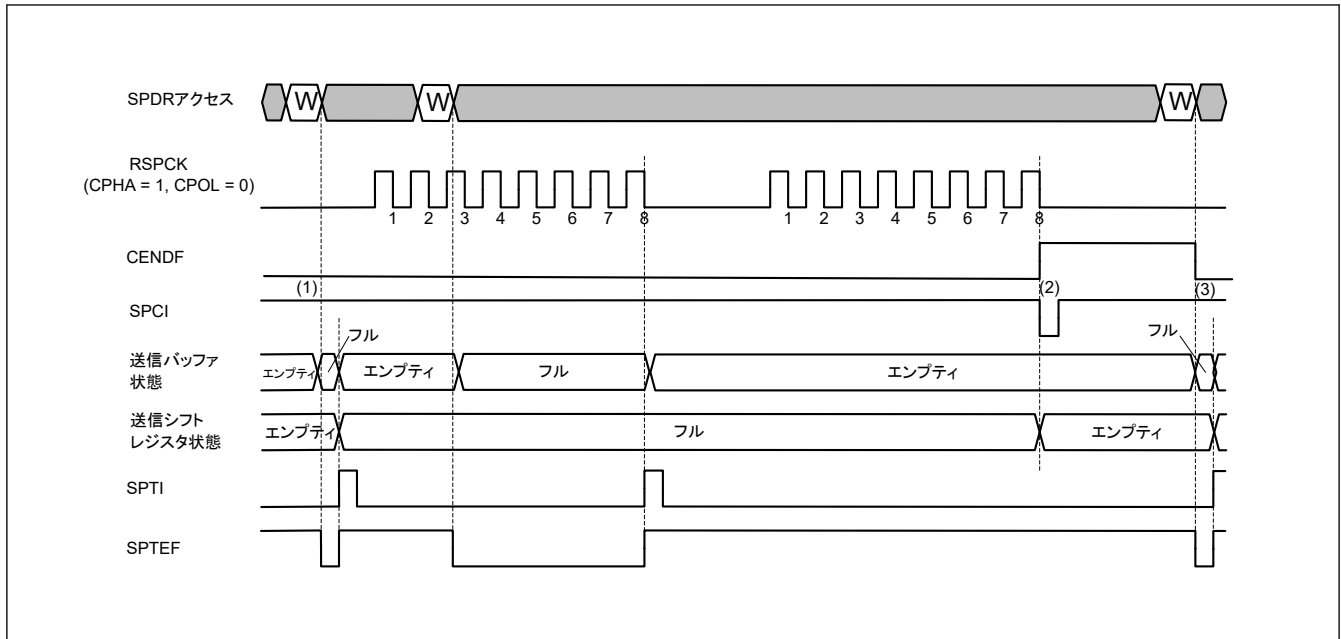 SPDRアクセス
W
W
W
RSPCK
(CPHA = 1, CPOL = 0)
1 2 3 4 5 6 7 8
1 2 3 4 5 6 7 8
CENDF
(1)
(2)
(3)
SPCI
フル
フル
送信バッファ
状態
エンプティ
エンプティ
フル
エンプティ
送信シフト
レジスタ状態
エンプティ
フル
エンプティ
SPTI
SPTEF